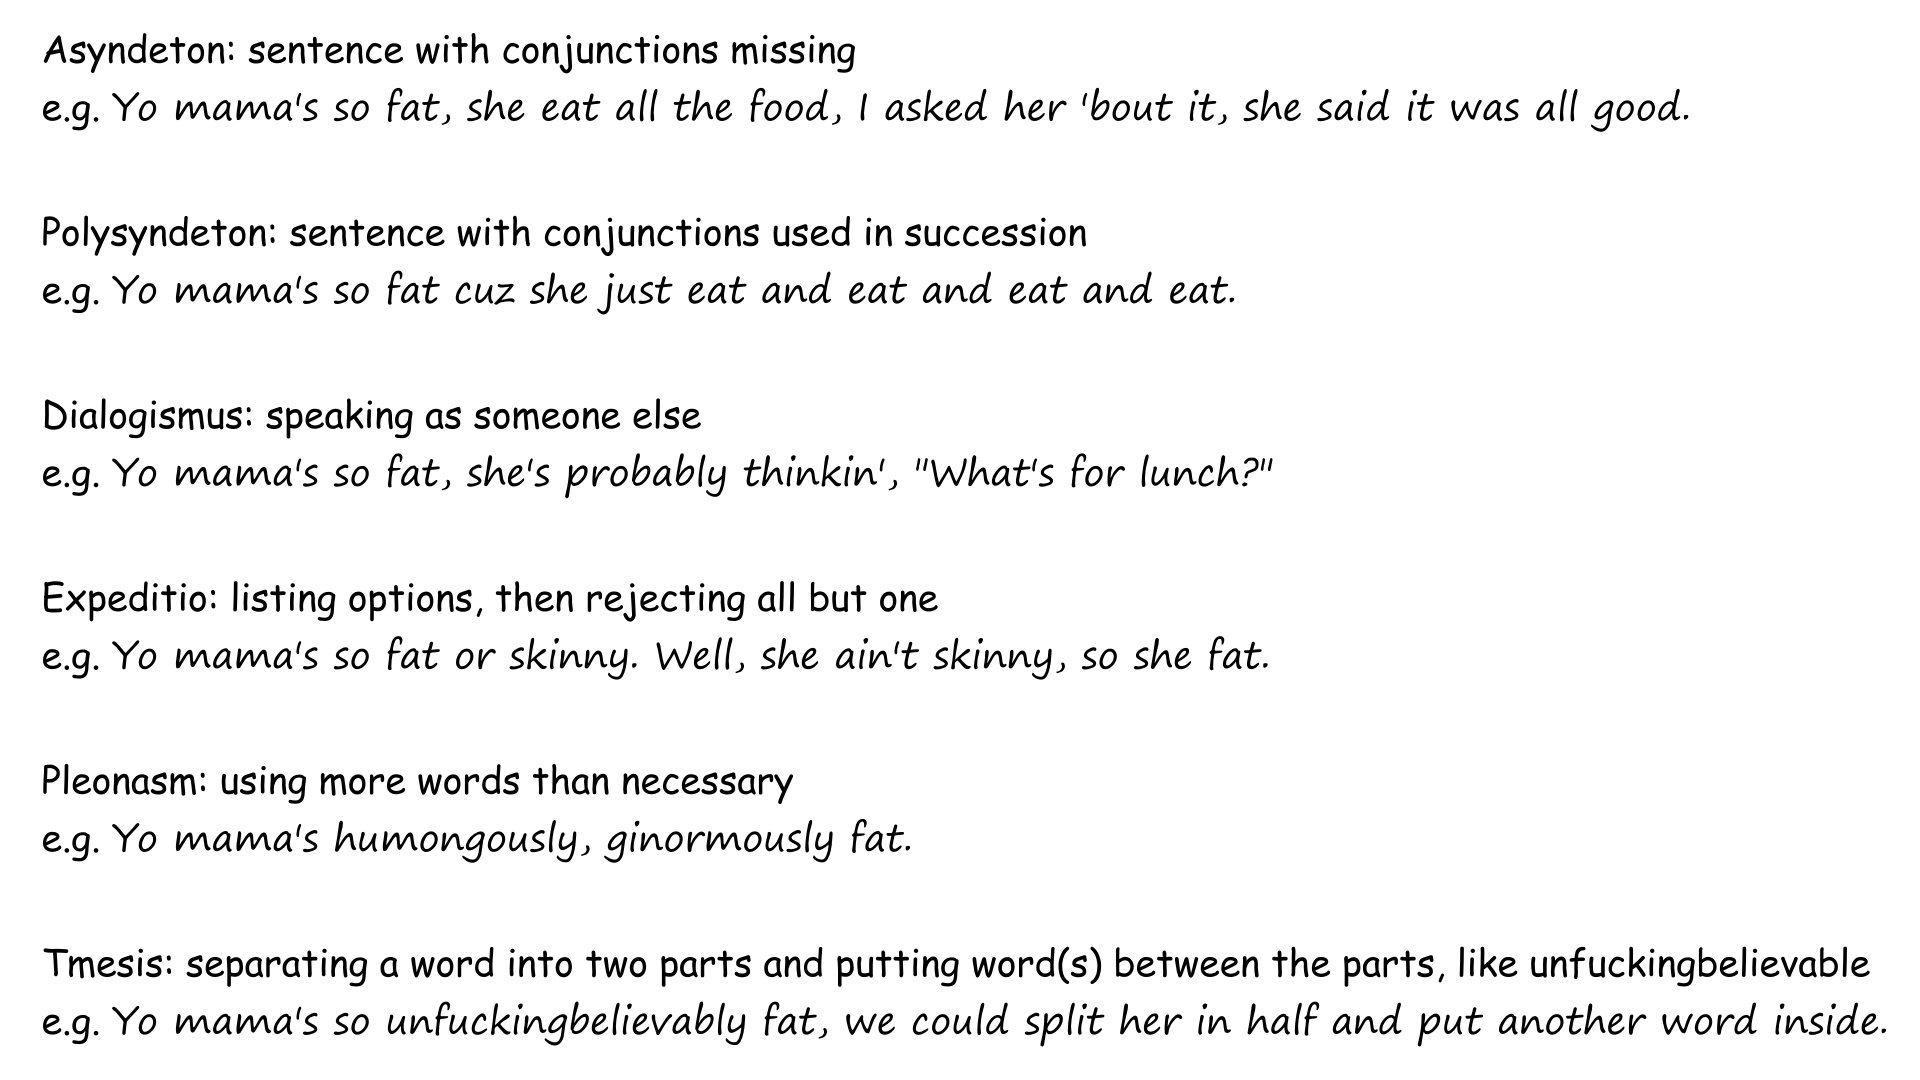 Asyndeton: sentence with conjunctions missing
e.g. Yo mama's so fat, she eat all the food, I asked her 'bout it, she said it was all good.
Polysyndeton: sentence with conjunctions used in succession
e.g. Yo mama's so fat cuz she just eat and eat and eat and eat.
Dialogismus: speaking as someone else
e.g. Yo mama's so fat, she's probably thinkin', "What's for lunch?"
Expeditio: listing options, then rejecting all but one
e.g. Yo mama's so fat or skinny. Well, she ain't skinny, so she fat.
Pleonasm: using more words than necessary
e.g. Yo mama's humongously, ginormously fat.
Tmesis: separating a word into two parts and putting word(s) between the parts, like unfuckingbelievable
e.g. Yo mama's so unfuckingbelievably fat, we could split her in half and put another word inside.